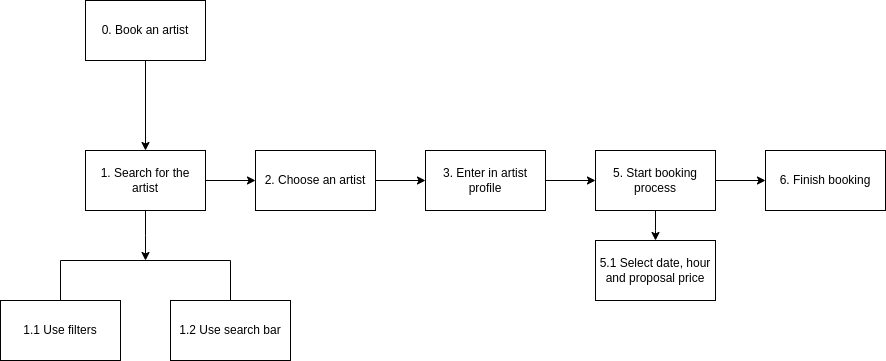 0. Book an artist
1. Search for the
artist
2. Choose an artist
3. Enter in artist
profile
5. Start booking
process
6. Finish booking
5.1 Select date, hour
and proposal price
1.1 Use filters
1.2 Use search bar